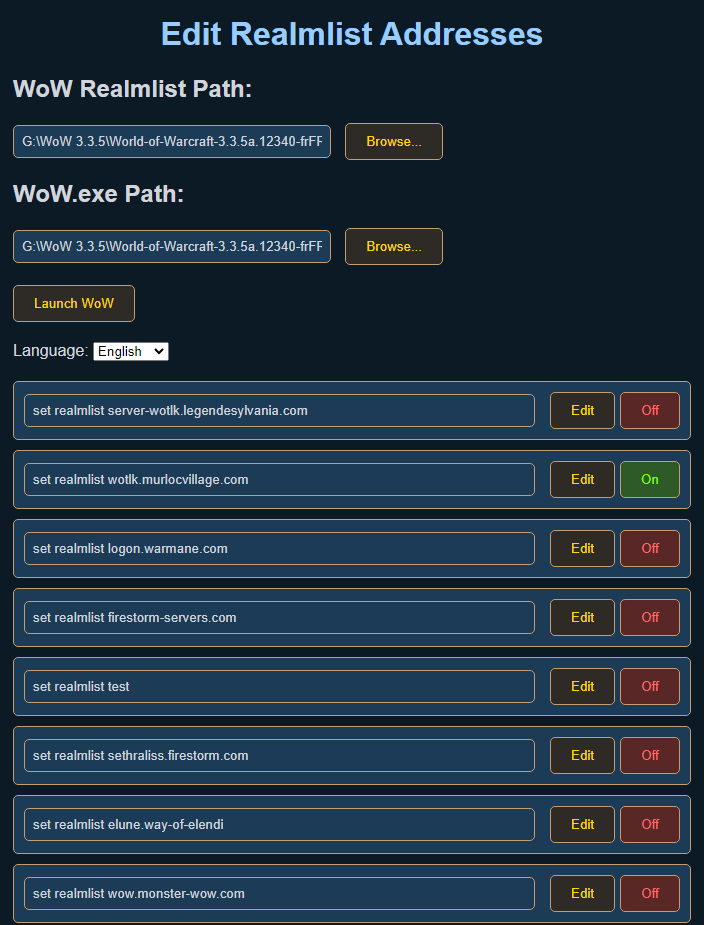 Edit Realmlist Addresses
WoW Realmlist Path:
G:\WoW 3.3.5\World-of-Warcraft-3.3.5a.12340-frFF Browse...
WoW.exe Path:
G:\WoW 3.3.5\World-of-Warcraft-3.3.5a.12340-frFF Browse...
Launch WoW
Language: English
set realmlist server-wotlk.legendesylvania.com Edit Off
set realmlist wotlk.murlocvillage.com Edit On
set realmlist logon.warmane.com Edit Off
set realmlist firestorm-servers.com Edit Off
set realmlist test Edit Off
set realmlist sethraliss.firestorm.com Edit Off
set realmlist elune.way-of-elendi Edit Off
set realmlist wow.monster-wow.com Edit Off